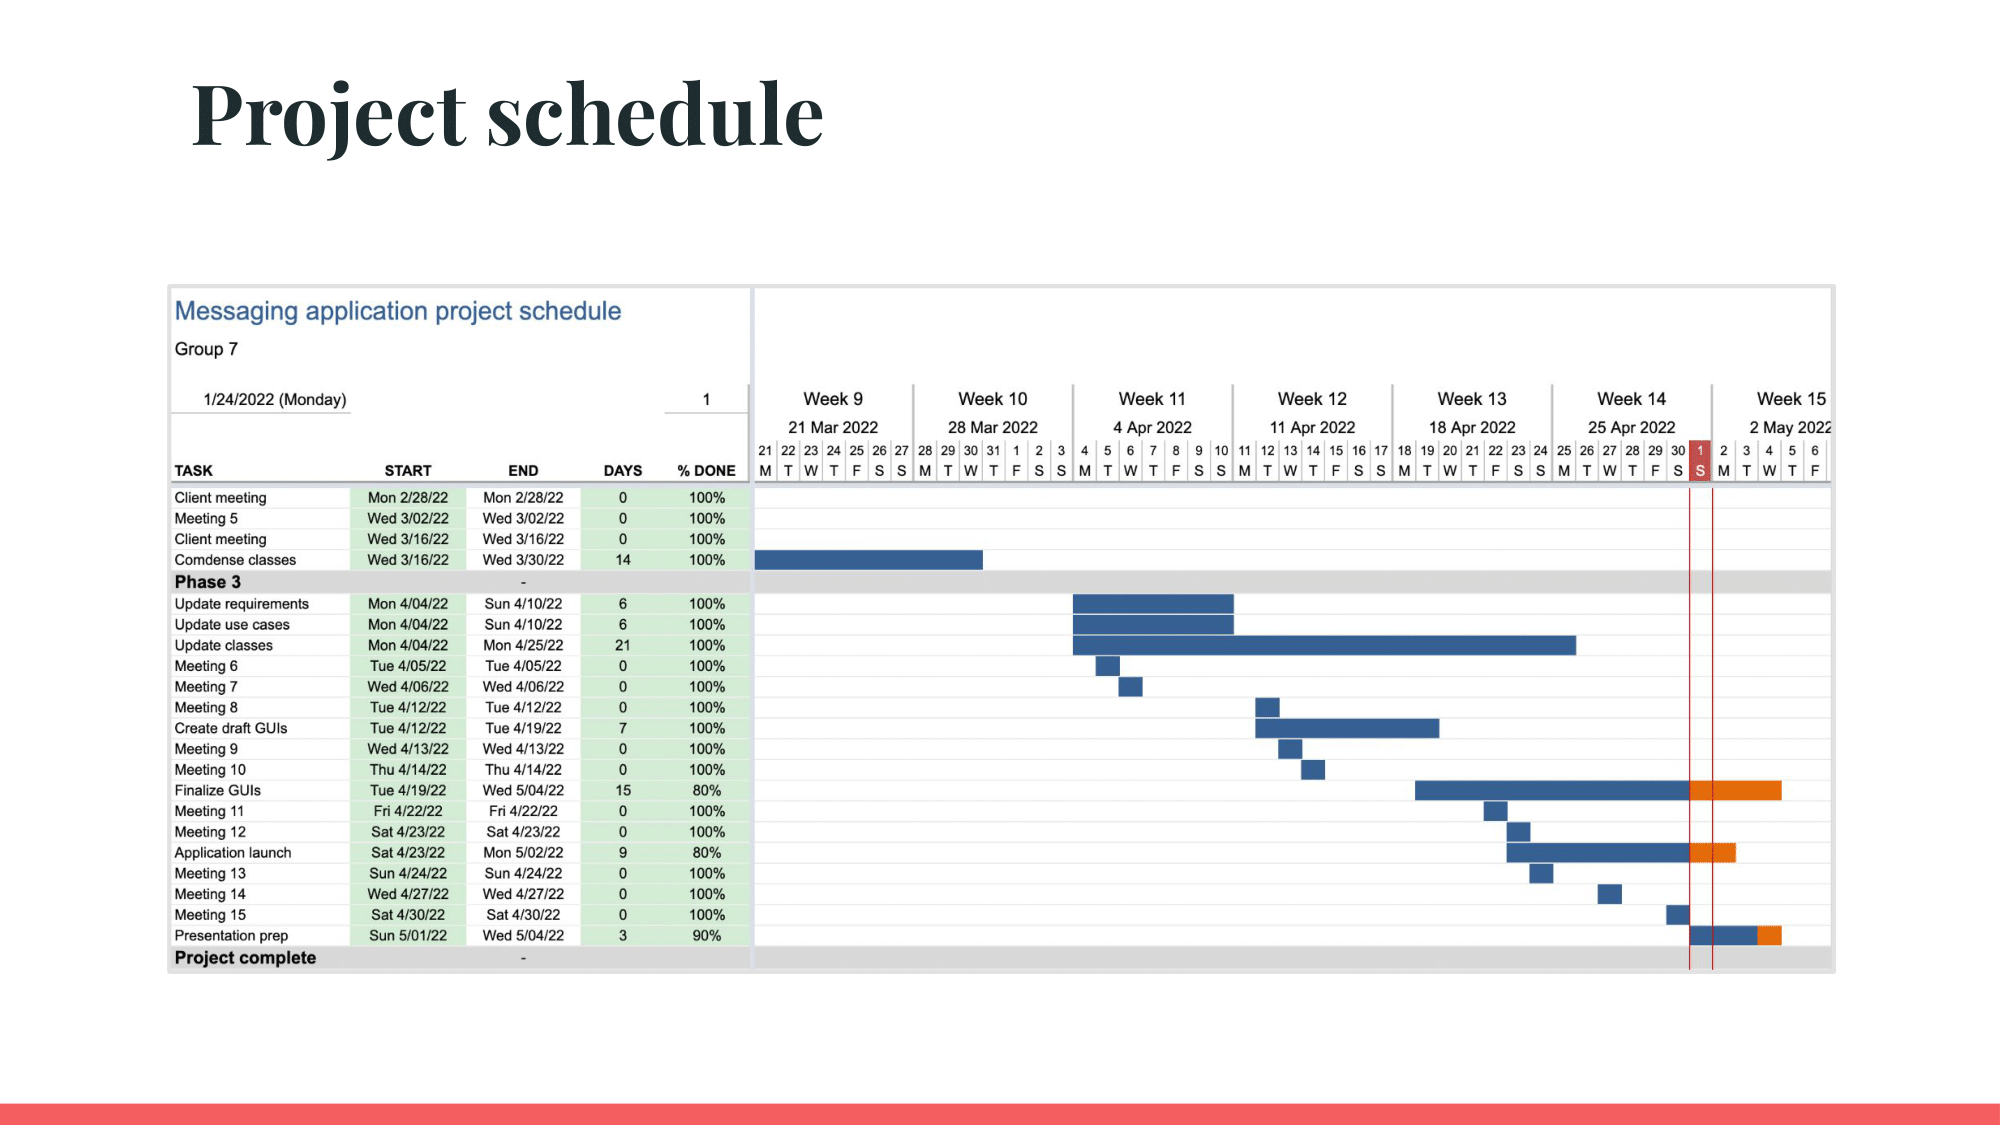 Project schedule
Messaging application project schedule
Group 7
1/24/2022 (Monday) 1 Week 9 Week 10 Week 11 Week 12 Week 13 Week 14 Week 15
21 Mar 2022 28 Mar 2022 4 Apr 2022 11 Apr 2022 18 Apr 2022 25 Apr 2022 2 May 2022
21 22 23 24 25 26 27 28 29 30 31 1 2 3 4 5 6 7 8 9 10 11 12 13 14 15 16 17 18 19 20 21 22 23 24 25 26 27 28 29 30 1 2 3 4 5 6
TASK START END DAYS % DONE M T W T F S S M T W T F S S M T W T F S S M T W T F S S M T W T F S S M T W T F S S M T W T F
Client meeting Mon 2/28/22 Mon 2/28/22 0 100%
Meeting 5 Wed 3/02/22 Wed 3/02/22 0 100%
Client meeting Wed 3/16/22 Wed 3/16/22 0 100%
Comdense classes Wed 3/16/22 Wed 3/30/22 14 100%
Phase 3 -
Update requirements Mon 4/04/22 Sun 4/10/22 6 100%
Update use cases Mon 4/04/22 Sun 4/10/22 6 100%
Update classes Mon 4/04/22 Mon 4/25/22 21 100%
Meeting 6 Tue 4/05/22 Tue 4/05/22 0 100%
Meeting 7 Wed 4/06/22 Wed 4/06/22 0 100%
Meeting 8 Tue 4/12/22 Tue 4/12/22 0 100%
Create draft GUIs Tue 4/12/22 Tue 4/19/22 7 100%
Meeting 9 Wed 4/13/22 Wed 4/13/22 0 100%
Meeting 10 Thu 4/14/22 Thu 4/14/22 0 100%
Finalize GUIs Tue 4/19/22 Wed 5/04/22 15 80%
Meeting 11 Fri 4/22/22 Fri 4/22/22 0 100%
Meeting 12 Sat 4/23/22 Sat 4/23/22 0 100%
Application launch Sat 4/23/22 Mon 5/02/22 9 80%
Meeting 13 Sun 4/24/22 Sun 4/24/22 0 100%
Meeting 14 Wed 4/27/22 Wed 4/27/22 0 100%
Meeting 15 Sat 4/30/22 Sat 4/30/22 0 100%
Presentation prep Sun 5/01/22 Wed 5/04/22 3 90%
Project complete -